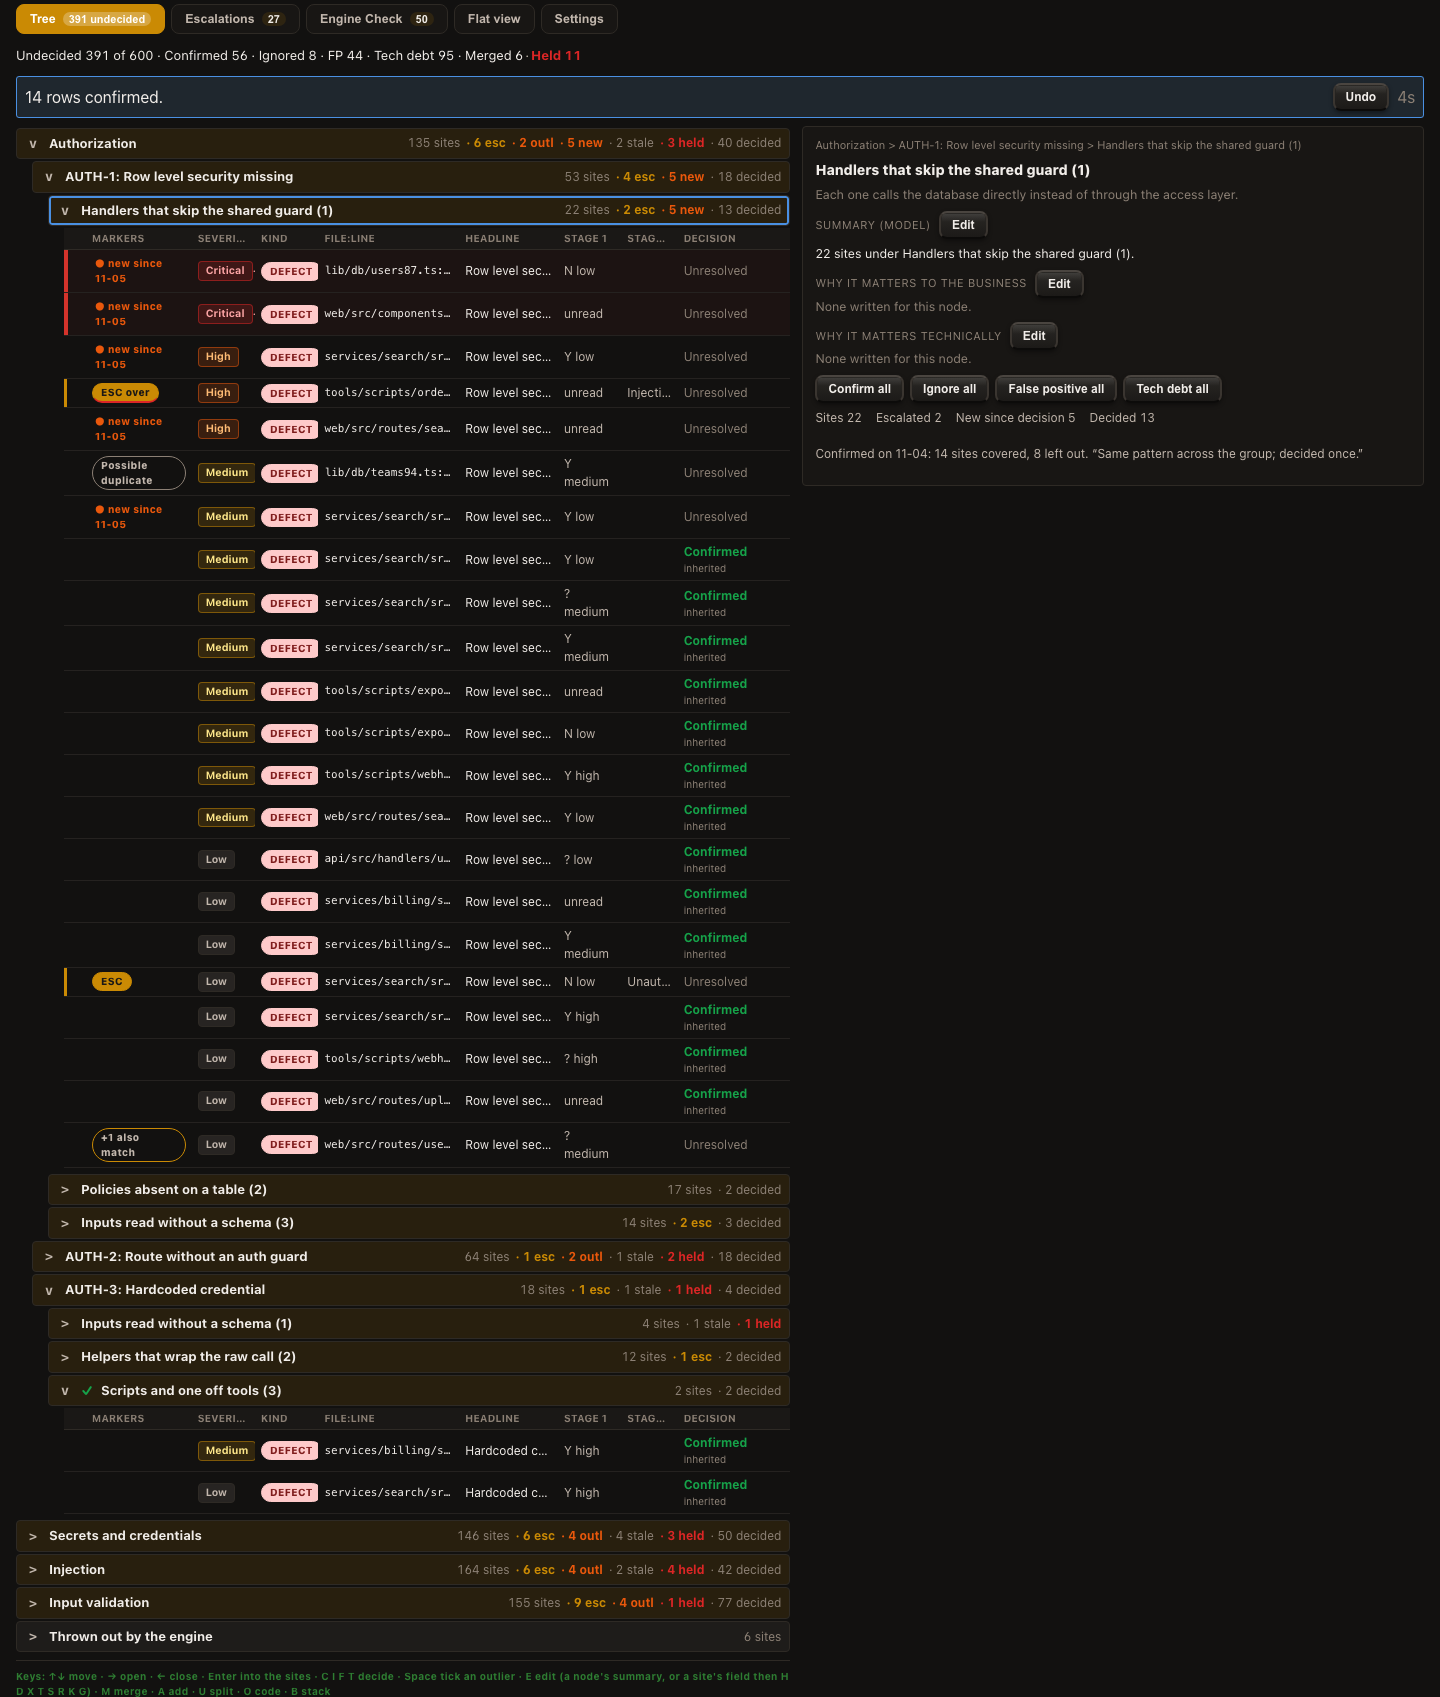 Tree 391 undecided Escalations 27 Engine Check 50 Flat view Settings
Undecided 391 of 600 · Confirmed 56 · Ignored 8 · FP 44 · Tech debt 95 · Merged 6 · Held 11
14 rows confirmed. Undo 4s
v Authorization 135 sites · 6 esc · 2 outl · 5 new · 2 stale · 3 held · 40 decided
v AUTH-1: Row level security missing 53 sites · 4 esc · 5 new · 18 decided
v Handlers that skip the shared guard (1) 22 sites · 2 esc · 5 new · 13 decided
MARKERS SEVERI... KIND FILE:LINE HEADLINE STAGE 1 STAG... DECISION
● new since 11-05 Critical DEFECT lib/db/users87.ts:… Row level sec... N low Unresolved
● new since 11-05 Critical DEFECT web/src/components… Row level sec... unread Unresolved
● new since 11-05 High DEFECT services/search/sr… Row level sec... Y low Unresolved
ESC over High DEFECT tools/scripts/orde… Row level sec... unread Injecti... Unresolved
● new since 11-05 High DEFECT web/src/routes/sea… Row level sec... unread Unresolved
Possible duplicate Medium DEFECT lib/db/teams94.ts:… Row level sec... Y medium Unresolved
● new since 11-05 Medium DEFECT services/search/sr… Row level sec... Y low Unresolved
Medium DEFECT services/search/sr… Row level sec... Y low Confirmed inherited
Medium DEFECT services/search/sr… Row level sec... ? medium Confirmed inherited
Medium DEFECT services/search/sr… Row level sec... Y medium Confirmed inherited
Medium DEFECT tools/scripts/expo… Row level sec... unread Confirmed inherited
Medium DEFECT tools/scripts/expo… Row level sec... N low Confirmed inherited
Medium DEFECT tools/scripts/webh… Row level sec... Y high Confirmed inherited
Medium DEFECT web/src/routes/sea… Row level sec... Y low Confirmed inherited
Low DEFECT api/src/handlers/u… Row level sec... ? low Confirmed inherited
Low DEFECT services/billing/s… Row level sec... unread Confirmed inherited
Low DEFECT services/billing/s… Row level sec... Y medium Confirmed inherited
ESC Low DEFECT services/search/sr… Row level sec... N low Unaut... Unresolved
Low DEFECT services/search/sr… Row level sec... Y high Confirmed inherited
Low DEFECT tools/scripts/webh… Row level sec... ? high Confirmed inherited
Low DEFECT web/src/routes/upl… Row level sec... unread Confirmed inherited
+1 also match Low DEFECT web/src/routes/use… Row level sec... ? medium Unresolved
> Policies absent on a table (2) 17 sites · 2 decided
> Inputs read without a schema (3) 14 sites · 2 esc · 3 decided
> AUTH-2: Route without an auth guard 64 sites · 1 esc · 2 outl · 1 stale · 2 held · 18 decided
v AUTH-3: Hardcoded credential 18 sites · 1 esc · 1 stale · 1 held · 4 decided
> Inputs read without a schema (1) 4 sites · 1 stale · 1 held
> Helpers that wrap the raw call (2) 12 sites · 1 esc · 2 decided
v ✓ Scripts and one off tools (3) 2 sites · 2 decided
MARKERS SEVERI... KIND FILE:LINE HEADLINE STAGE 1 STAG... DECISION
Medium DEFECT services/billing/s… Hardcoded c... Y high Confirmed inherited
Low DEFECT services/search/sr… Hardcoded c... Y high Confirmed inherited
> Secrets and credentials 146 sites · 6 esc · 4 outl · 4 stale · 3 held · 50 decided
> Injection 164 sites · 6 esc · 4 outl · 2 stale · 4 held · 42 decided
> Input validation 155 sites · 9 esc · 4 outl · 1 held · 77 decided
> Thrown out by the engine 6 sites
Keys: ↑↓ move · → open · ← close · Enter into the sites · C I F T decide · Space tick an outlier · E edit (a node's summary, or a site's field then H
D X T S R K G) · M merge · A add · U split · O code · B stack
Authorization > AUTH-1: Row level security missing > Handlers that skip the shared guard (1)
Handlers that skip the shared guard (1)
Each one calls the database directly instead of through the access layer.
SUMMARY (MODEL) Edit
22 sites under Handlers that skip the shared guard (1).
WHY IT MATTERS TO THE BUSINESS Edit
None written for this node.
WHY IT MATTERS TECHNICALLY Edit
None written for this node.
Confirm all Ignore all False positive all Tech debt all
Sites 22 Escalated 2 New since decision 5 Decided 13
Confirmed on 11-04: 14 sites covered, 8 left out. “Same pattern across the group; decided once.”